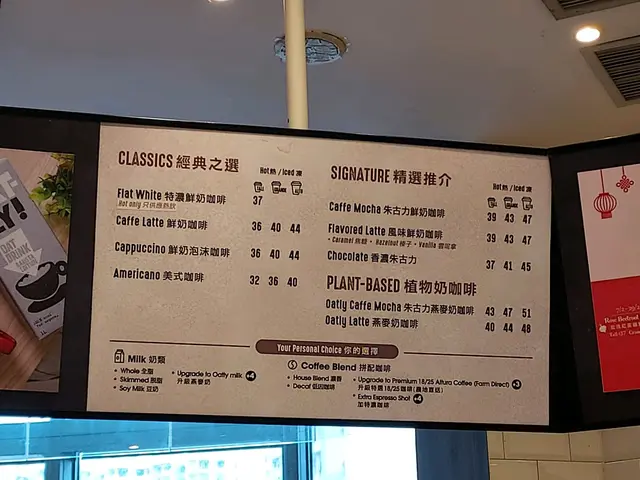 CLASSICS 經典之選
Hot 熱 / Iced 凍
Flat White 特濃鮮奶咖啡 37
Hot only 只供應熱飲
Caffe Latte 鮮奶咖啡 36 40 44
Cappuccino 鮮奶泡沫咖啡 36 40 44
Americano 美式咖啡 32 36 40
SIGNATURE 精選推介
Hot 熱 / Iced 凍
Caffe Mocha 朱古力鮮奶咖啡 39 43 47
Flavored Latte 風味鮮奶咖啡 39 43 47
• Caramel 焦糖 • Hazelnut 榛子 • Vanilla 雲呢拿
Chocolate 香濃朱古力 37 41 45
PLANT-BASED 植物奶咖啡
Oatly Caffe Mocha 朱古力燕麥奶咖啡 43 47 51
Oatly Latte 燕麥奶咖啡 40 44 48
Your Personal Choice 你的選擇
Milk 奶類
• Whole 全脂
• Skimmed 脫脂
• Soy Milk 豆奶
• Upgrade to Oatly milk +4
升級燕麥奶
Coffee Blend 拼配咖啡
• House Blend 濃香
• Decaf 低因咖啡
• Upgrade to Premium 18/25 Altura Coffee (Farm Direct) +3
升級特選 18/25 咖啡 (農地直送)
• Extra Espresso Shot +4
加特濃咖啡